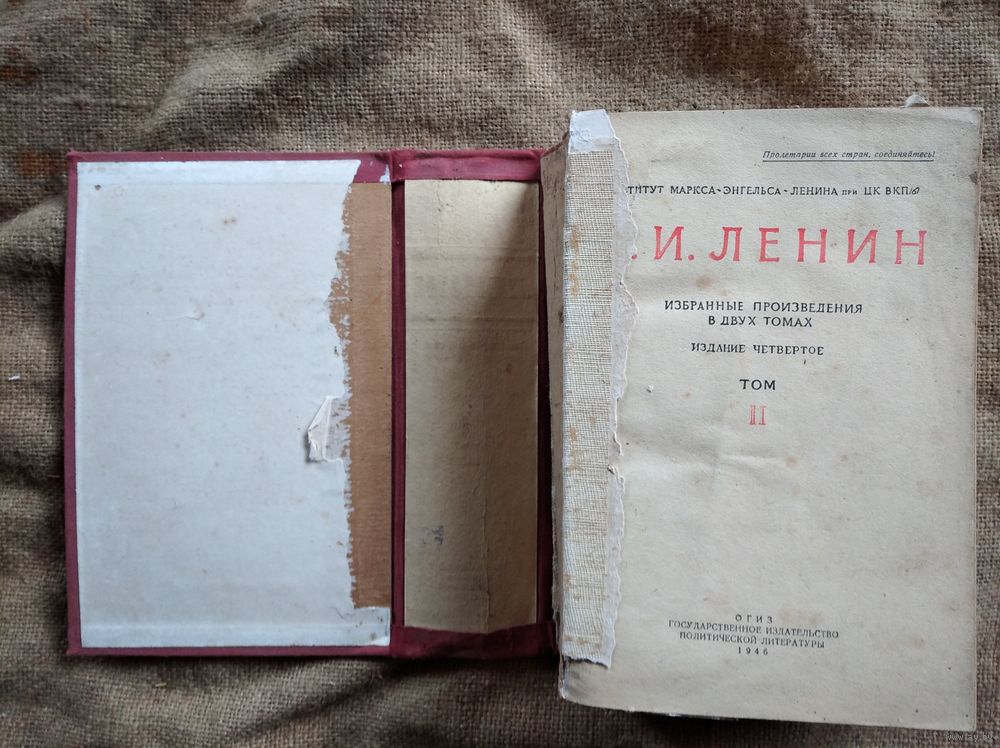 Пролетарии всех стран, соединяйтесь!
ТИТУТ МАРКСА-ЭНГЕЛЬСА-ЛЕНИНА ПРИ ЦК ВКП/б/
. И. ЛЕНИН
ИЗБРАННЫЕ ПРОИЗВЕДЕНИЯ
В ДВУХ ТОМАХ
ИЗДАНИЕ ЧЕТВЕРТОЕ
ТОМ
II
ОГИЗ
ГОСУДАРСТВЕННОЕ ИЗДАТЕЛЬСТВО
ПОЛИТИЧЕСКОЙ ЛИТЕРАТУРЫ
1946